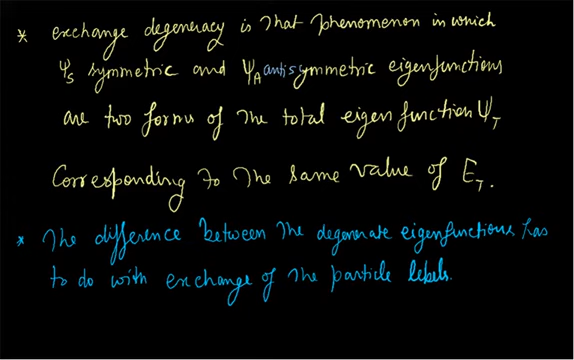 * exchange degeneracy is that phenomenon in which
ψS symmetric and ψA antisymmetric eigenfunctions
are two forms of the total eigenfunction ψT
Corresponding to the same value of ET.
* The difference between the degenerate eigenfunctions has
to do with exchange of the particle lebels.